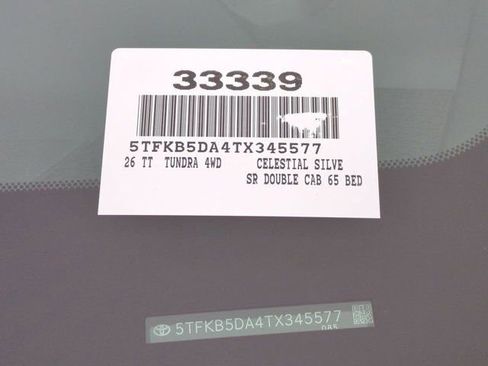 33339
5TFKB5DA4TX345577
26 TT TUNDRA 4WD CELESTIAL SILVE
SR DOUBLE CAB 65 BED
5TFKB5DA4TX345577